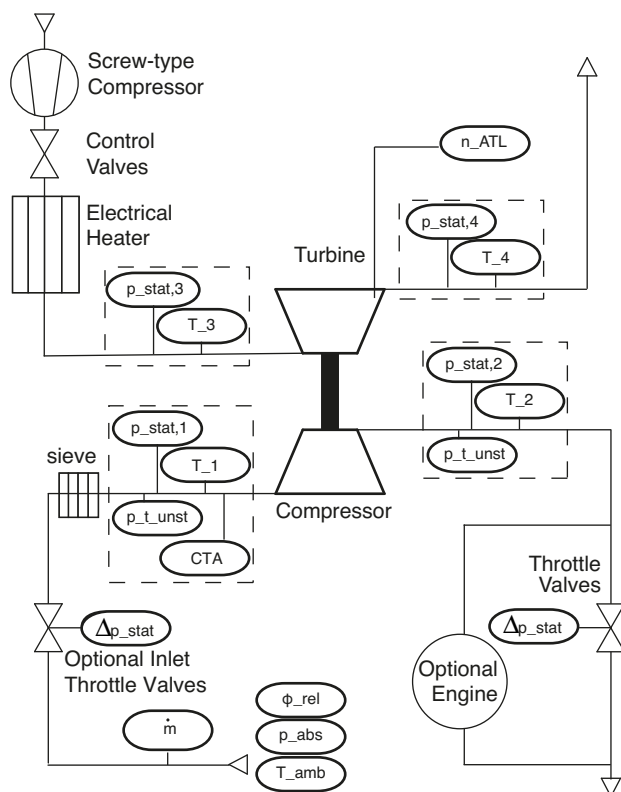 Screw-type
Compressor
Control
Valves
Electrical
Heater
n_ATL
p_stat,4
T_4
Turbine
p_stat,3
T_3
p_stat,2
T_2
p_t_unst
p_stat,1
T_1
sieve
p_t_unst
CTA
Compressor
Throttle
Valves
Δp_stat
Δp_stat
Optional Inlet
Throttle Valves
Optional
Engine
ϕ_rel
ṁ
p_abs
T_amb